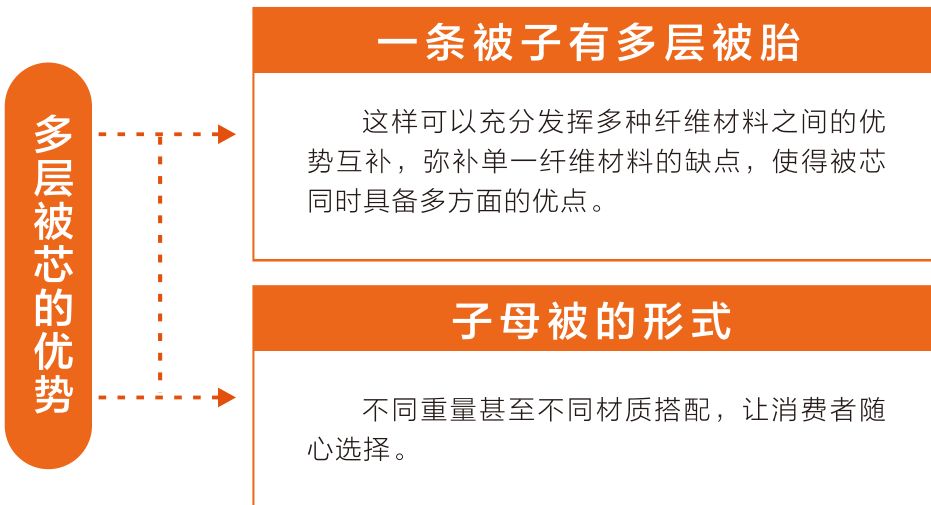 多层被芯的优势
一条被子有多层被胎
这样可以充分发挥多种纤维材料之间的优
势互补，弥补单一纤维材料的缺点，使得被芯
同时具备多方面的优点。
子母被的形式
不同重量甚至不同材质搭配，让消费者随
心选择。